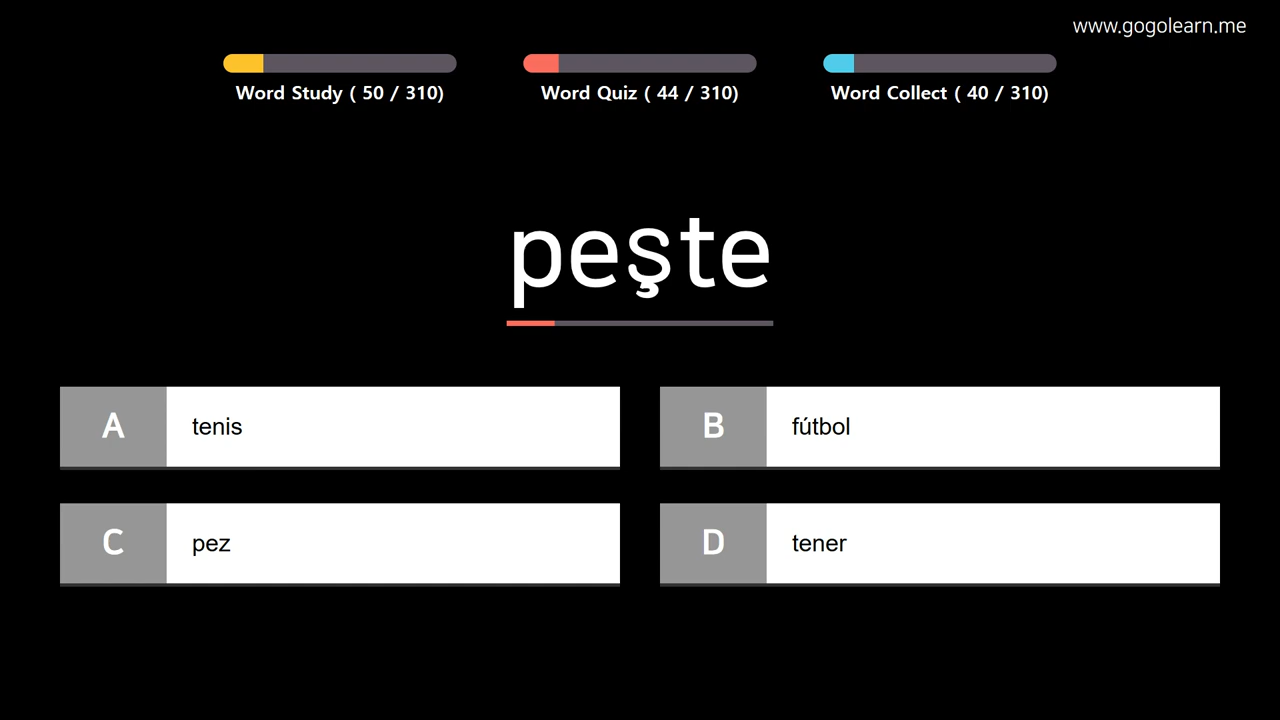 www.gogolearn.me
Word Study ( 50 / 310)
Word Quiz ( 44 / 310)
Word Collect ( 40 / 310)
peşte
A tenis
B fútbol
C pez
D tener